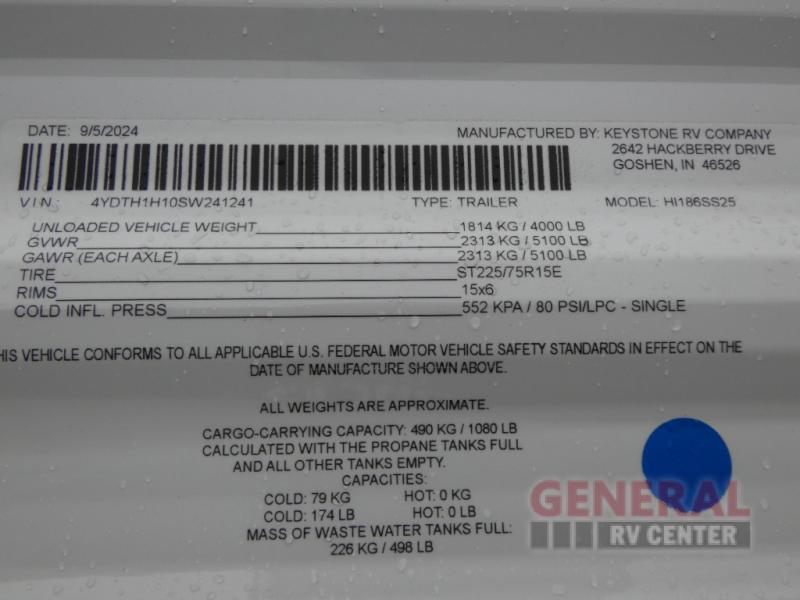 DATE: 9/5/2024
MANUFACTURED BY: KEYSTONE RV COMPANY
2642 HACKBERRY DRIVE
GOSHEN, IN 46526
VIN: 4YDTH1H10SW241241 TYPE: TRAILER MODEL: HI186SS25
UNLOADED VEHICLE WEIGHT 1814 KG / 4000 LB
GVWR 2313 KG / 5100 LB
GAWR (EACH AXLE) 2313 KG / 5100 LB
TIRE ST225/75R15E
RIMS 15x6
COLD INFL. PRESS 552 KPA / 80 PSI/LPC - SINGLE
HIS VEHICLE CONFORMS TO ALL APPLICABLE U.S. FEDERAL MOTOR VEHICLE SAFETY STANDARDS IN EFFECT ON THE
DATE OF MANUFACTURE SHOWN ABOVE.
ALL WEIGHTS ARE APPROXIMATE.
CARGO-CARRYING CAPACITY: 490 KG / 1080 LB
CALCULATED WITH THE PROPANE TANKS FULL
AND ALL OTHER TANKS EMPTY.
CAPACITIES:
COLD: 79 KG HOT: 0 KG
COLD: 174 LB HOT: 0 LB
MASS OF WASTE WATER TANKS FULL:
226 KG / 498 LB
GENERAL
RV CENTER